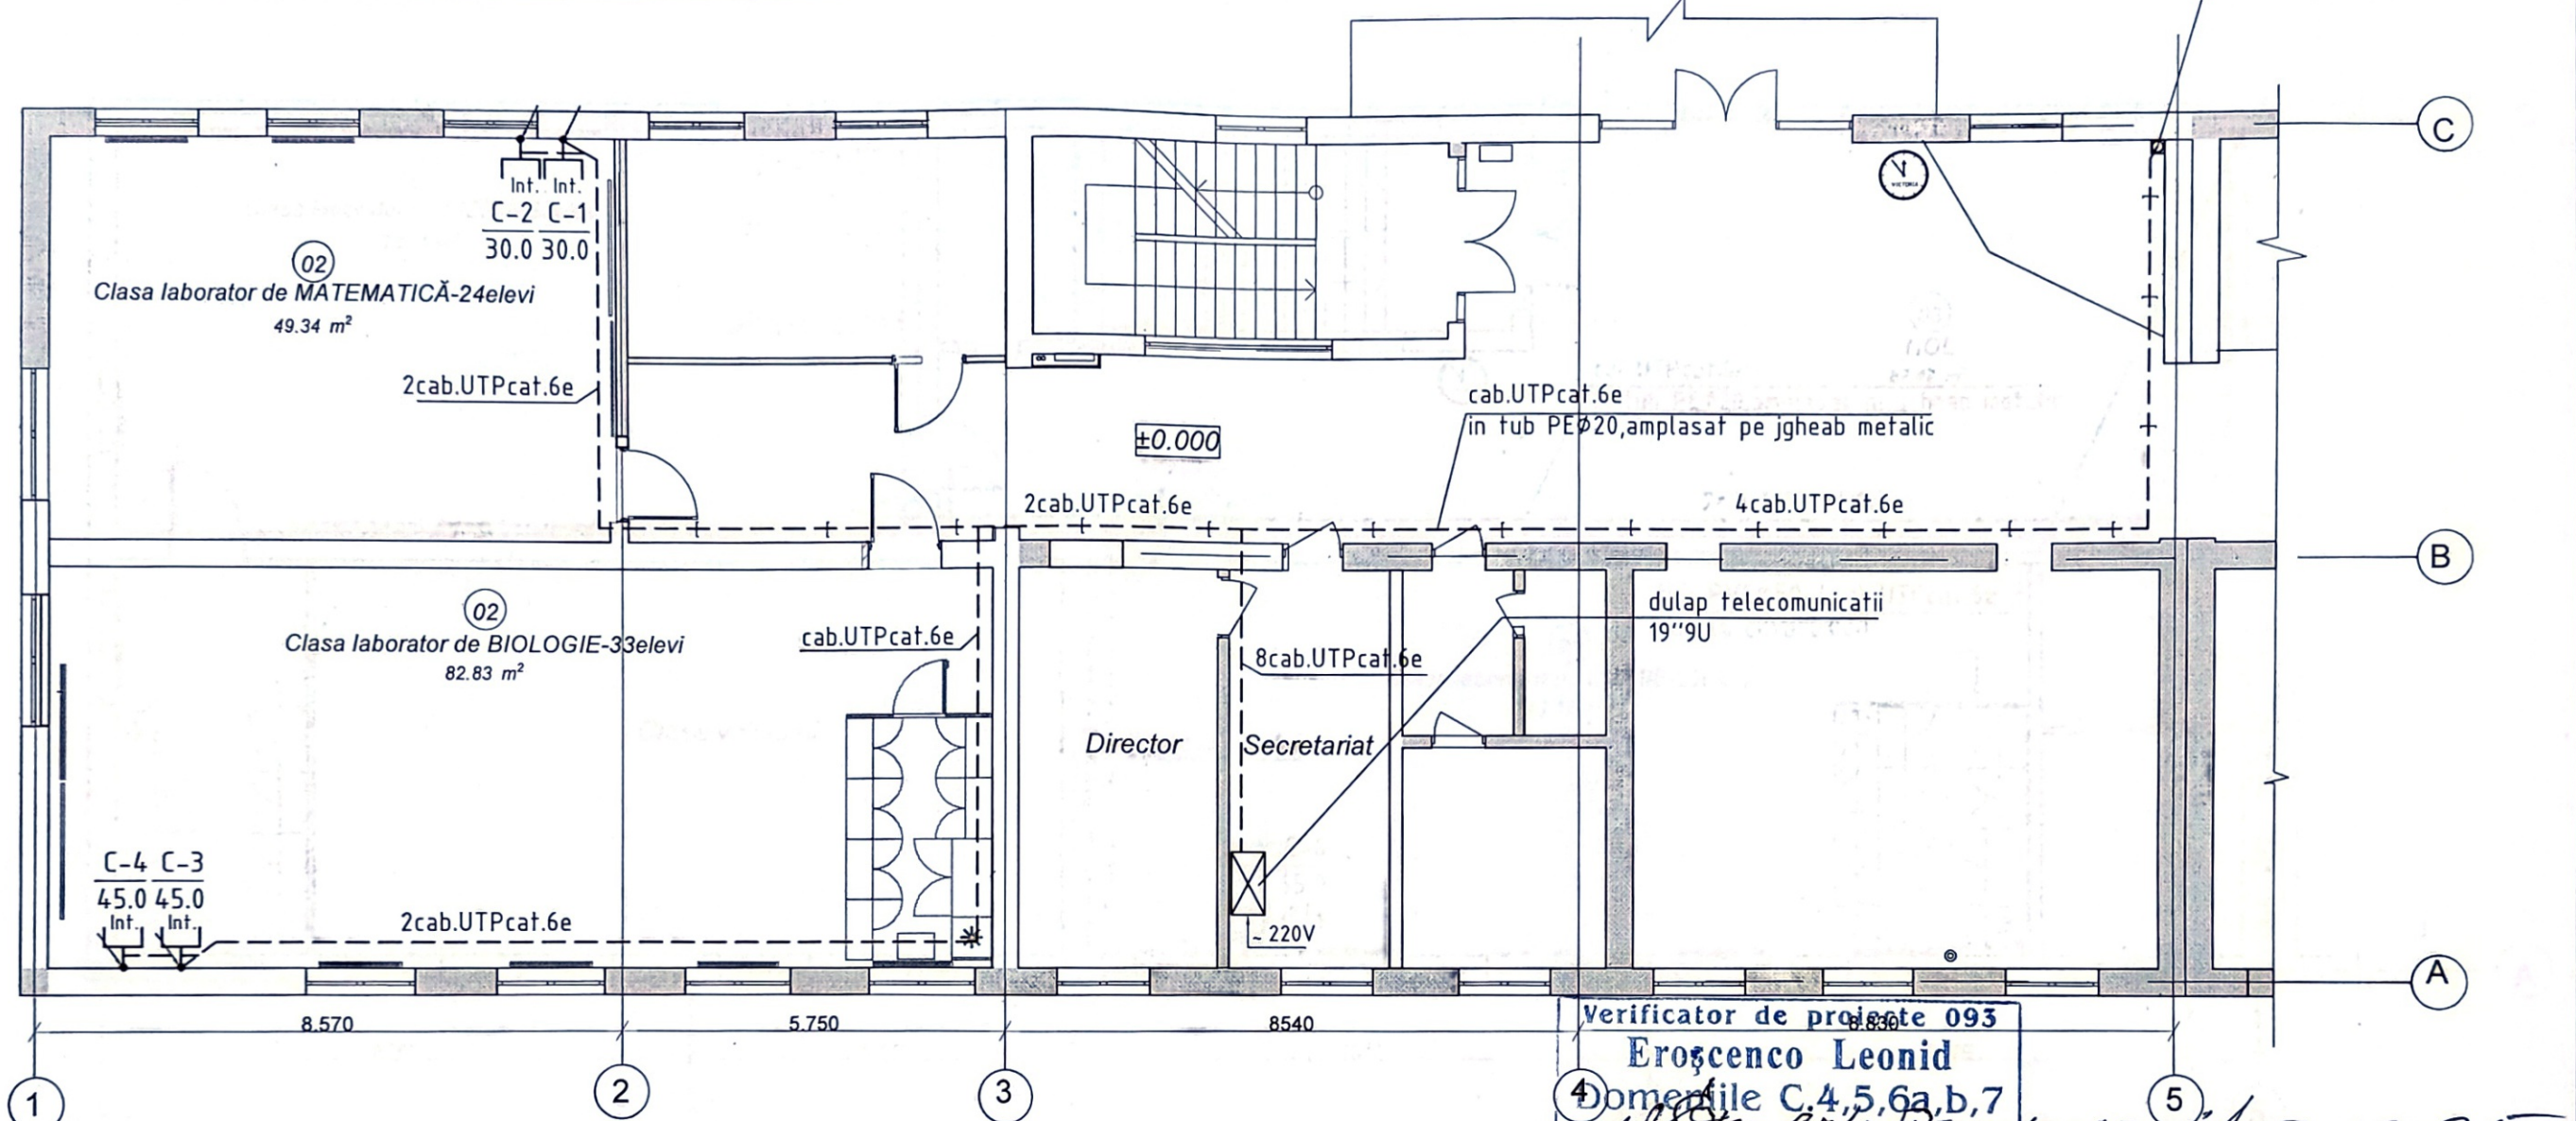 C
VICTORIA
Int. Int.
C-2 C-1
30.0 30.0
02
Clasa laborator de MATEMATICĂ-24elevi
49.34 m²
2cab.UTPcat.6e
cab.UTPcat.6e
in tub PEØ20,amplasat pe jgheab metalic
±0.000
2cab.UTPcat.6e
4cab.UTPcat.6e
B
02
Clasa laborator de BIOLOGIE-33elevi
82.83 m²
cab.UTPcat.6e
8cab.UTPcat.6e
dulap telecomunicatii
19''9U
Director
Secretariat
C-4 C-3
45.0 45.0
Int. Int.
2cab.UTPcat.6e
~ 220V
A
8.570
5.750
8540
8.830
Verificator de proiecte 093
Eroşcenco Leonid
Domeniile C.4,5,6a,b,7
1
2
3
4
5